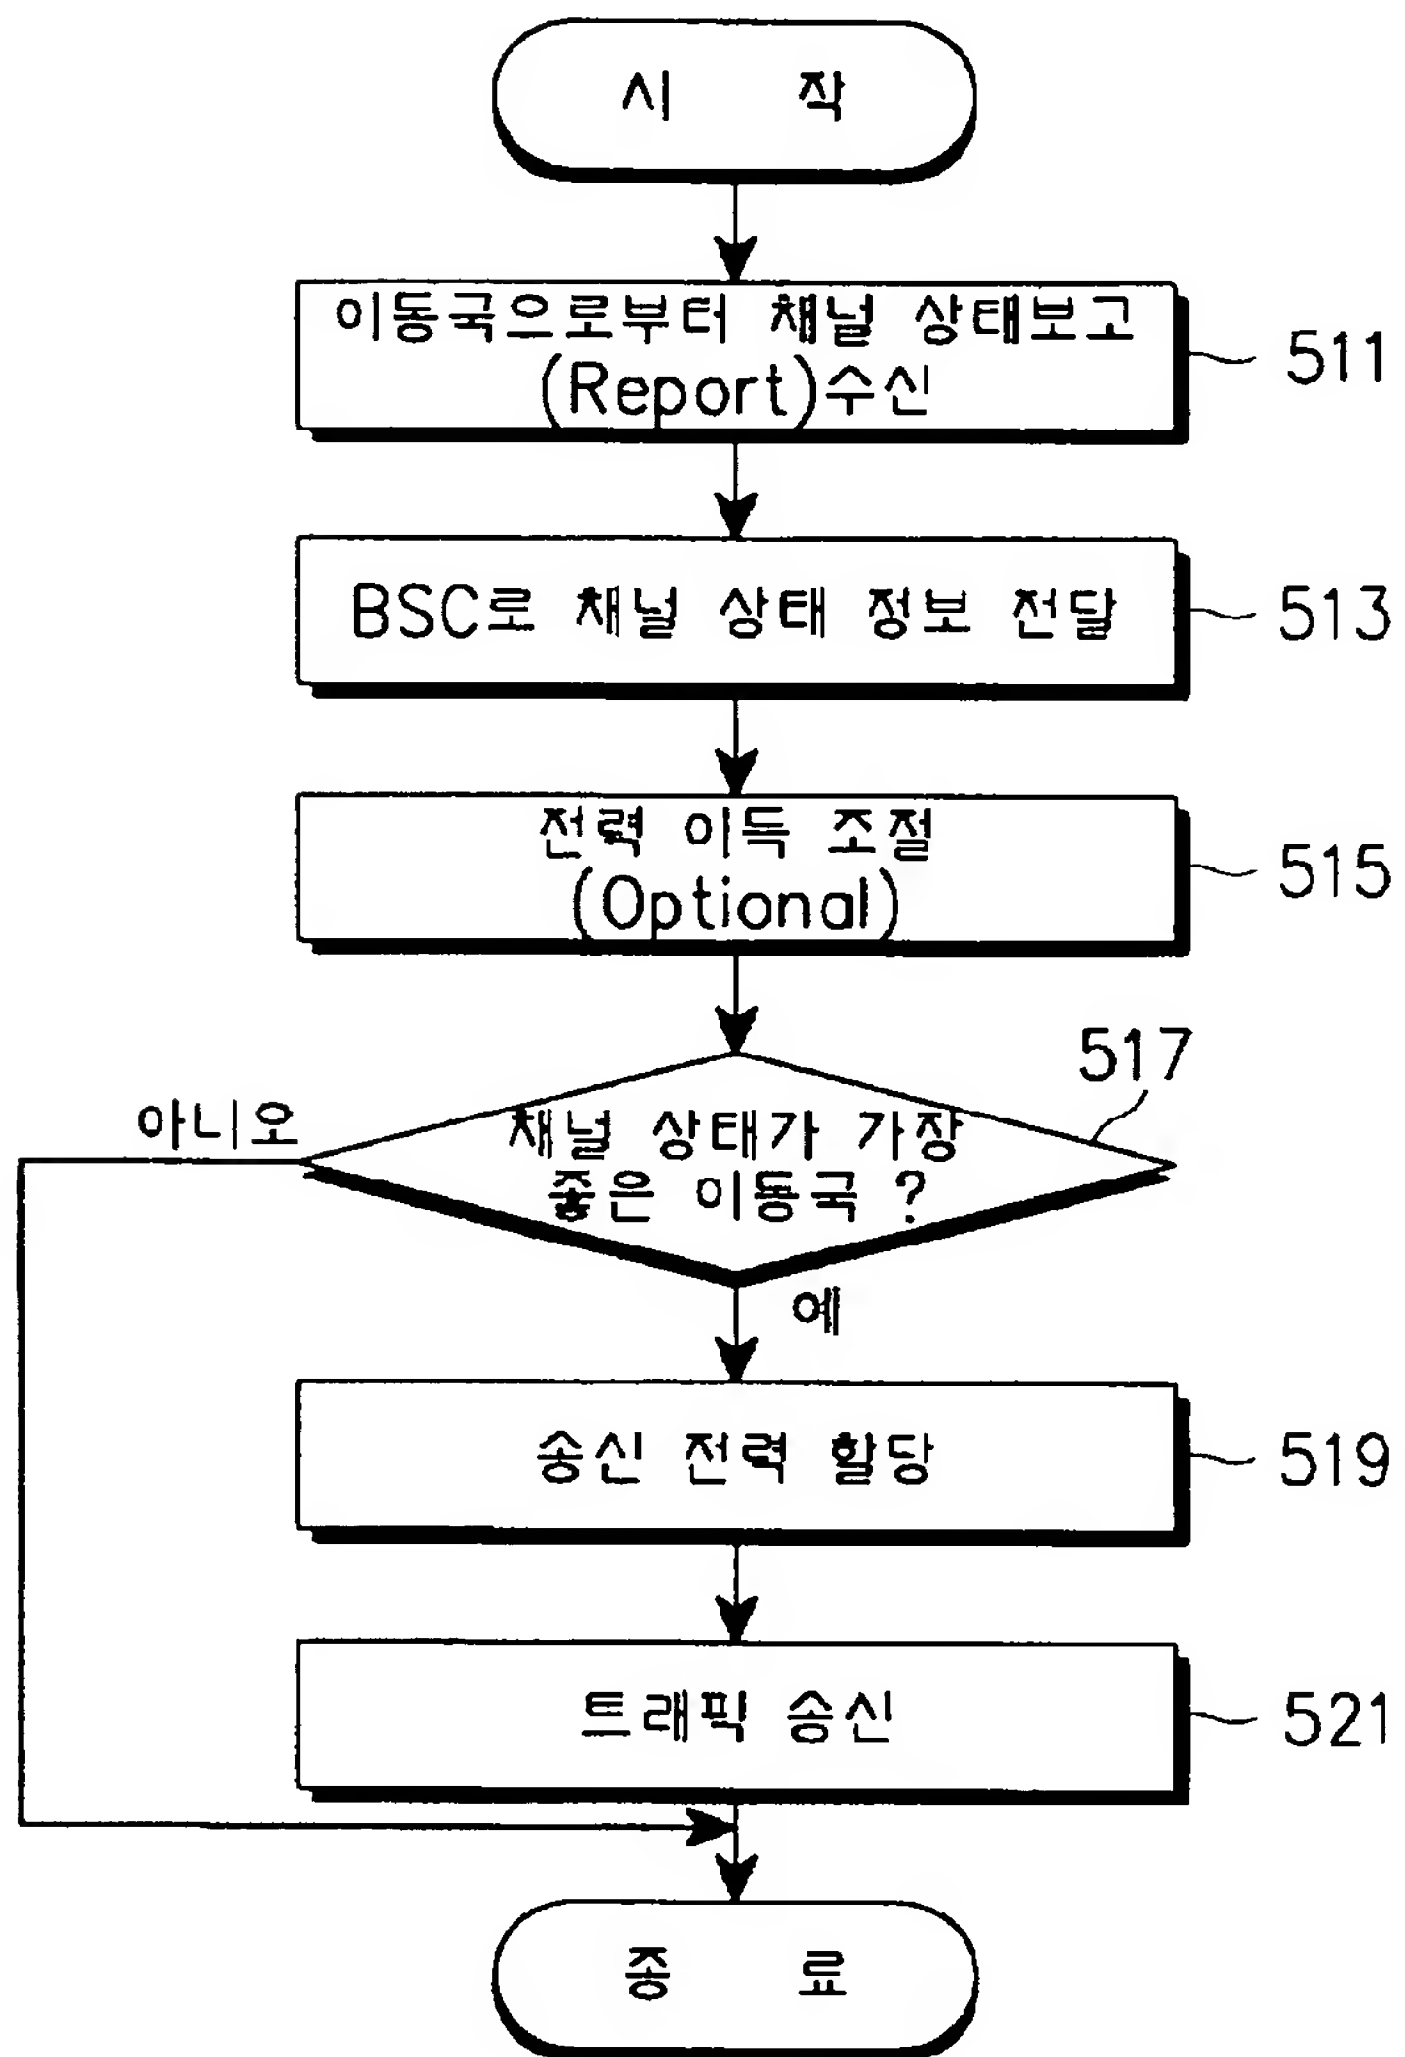 시 작
이동국으로부터 채널 상태보고
(Report)수신
511
BSC로 채널 상태 정보 전달
513
전력 이득 조절
(Optional)
515
517
아니오
채널 상태가 가장
좋은 이동국 ?
예
송신 전력 할당
519
트래픽 송신
521
종 료